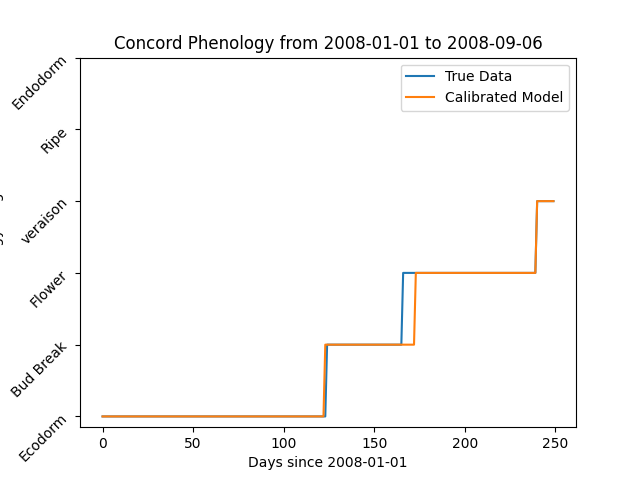 Concord Phenology from 2008-01-01 to 2008-09-06
True Data
Calibrated Model
Endodorm
Ripe
veraison
Flower
Bud Break
Ecodorm
0 50 100 150 200 250
Days since 2008-01-01